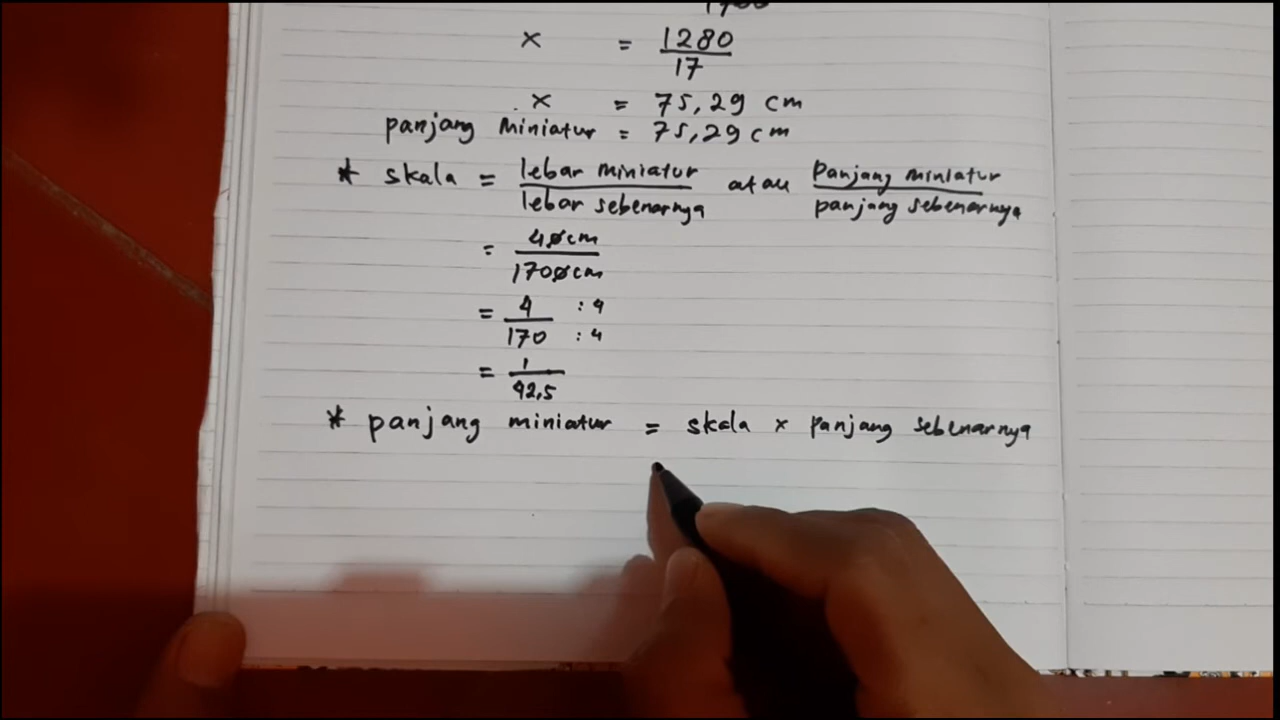 x = 1280
17
x = 75,29 cm
panjang miniatur = 75,29 cm
* skala = lebar miniatur atau panjang miniatur
lebar sebenarnya panjang sebenarnya
= 40 cm
1700 cm
= 4 : 4
170 : 4
= 1
42,5
* panjang miniatur = skala x panjang sebenarnya